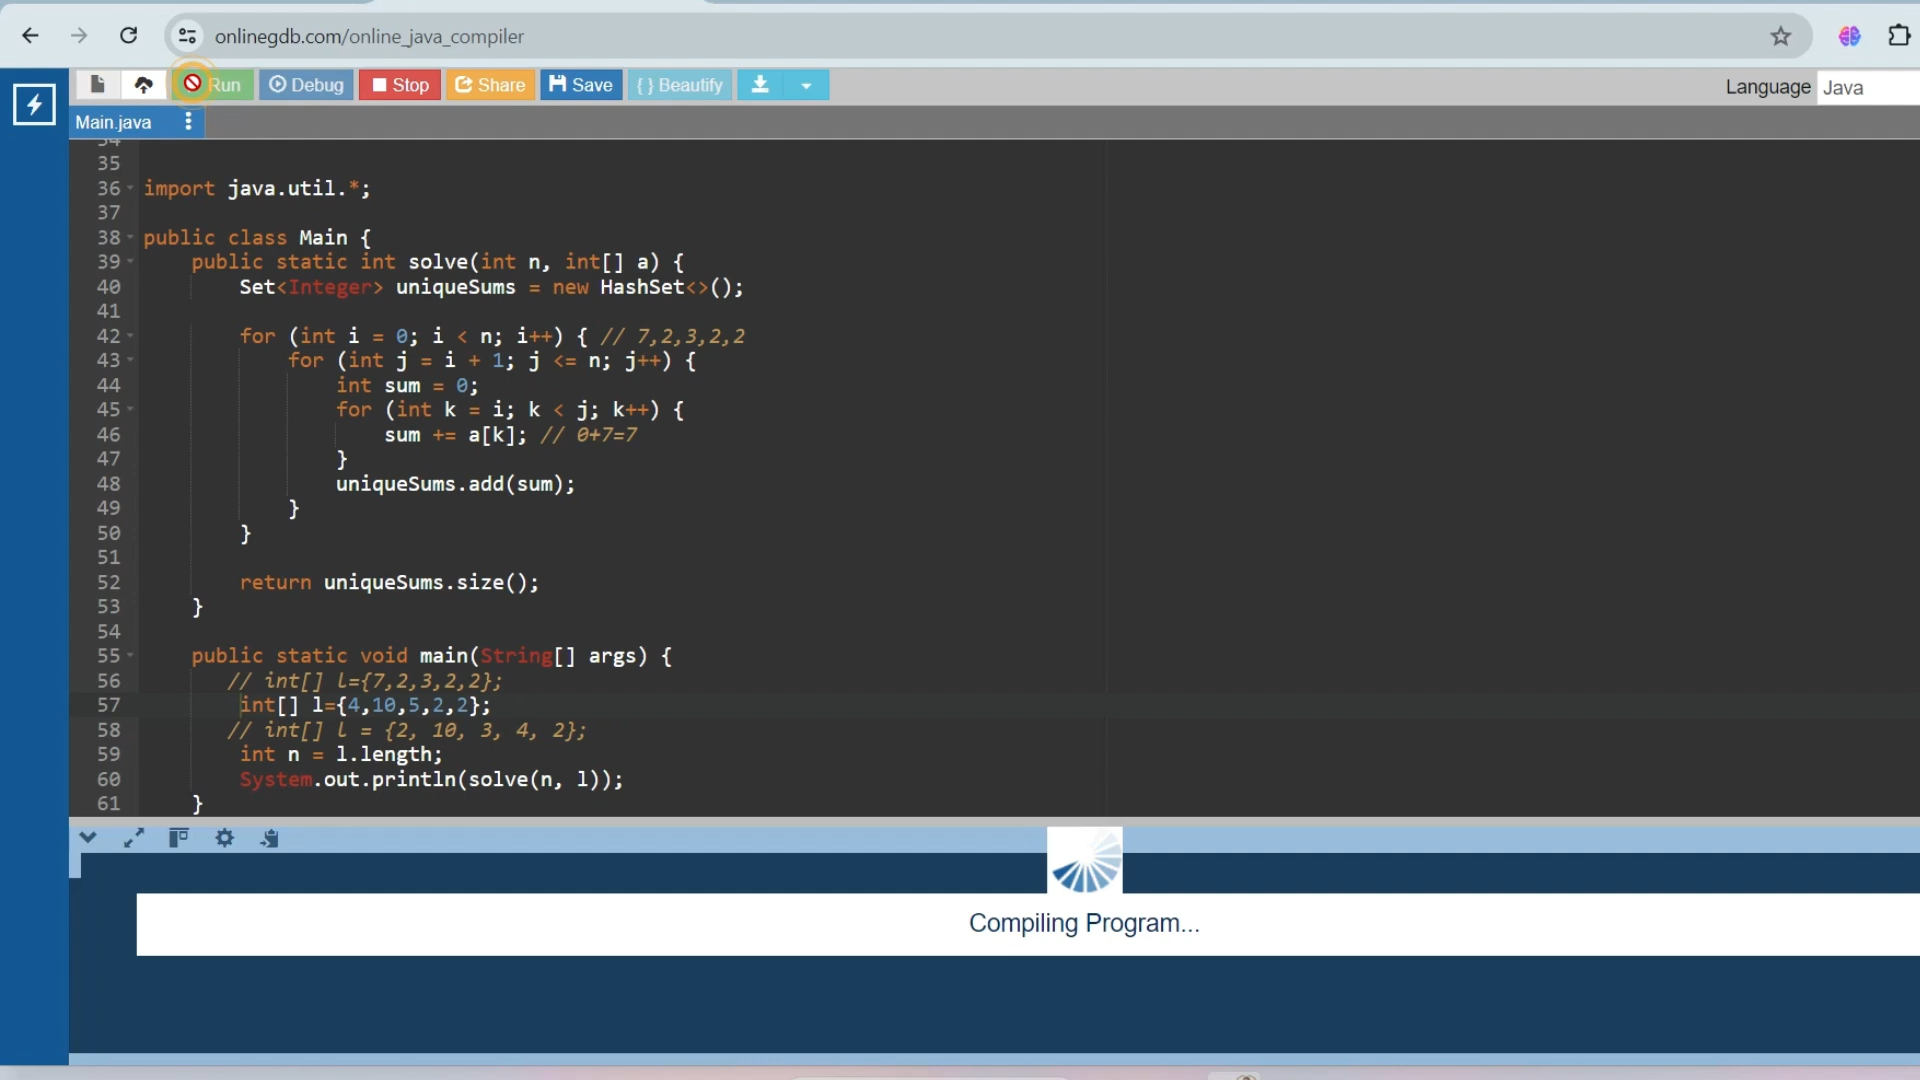 onlinegdb.com/online_java_compiler
Run Debug Stop Share Save { } Beautify Language Java
Main.java
34
35
36 import java.util.*;
37
38 public class Main {
39     public static int solve(int n, int[] a) {
40         Set<Integer> uniqueSums = new HashSet<>();
41
42         for (int i = 0; i < n; i++) { // 7,2,3,2,2
43             for (int j = i + 1; j <= n; j++) {
44                 int sum = 0;
45                 for (int k = i; k < j; k++) {
46                     sum += a[k]; // 0+7=7
47                 }
48                 uniqueSums.add(sum);
49             }
50         }
51
52         return uniqueSums.size();
53     }
54
55     public static void main(String[] args) {
56        // int[] l={7,2,3,2,2};
57         int[] l={4,10,5,2,2};
58        // int[] l = {2, 10, 3, 4, 2};
59         int n = l.length;
60         System.out.println(solve(n, l));
61     }
Compiling Program...